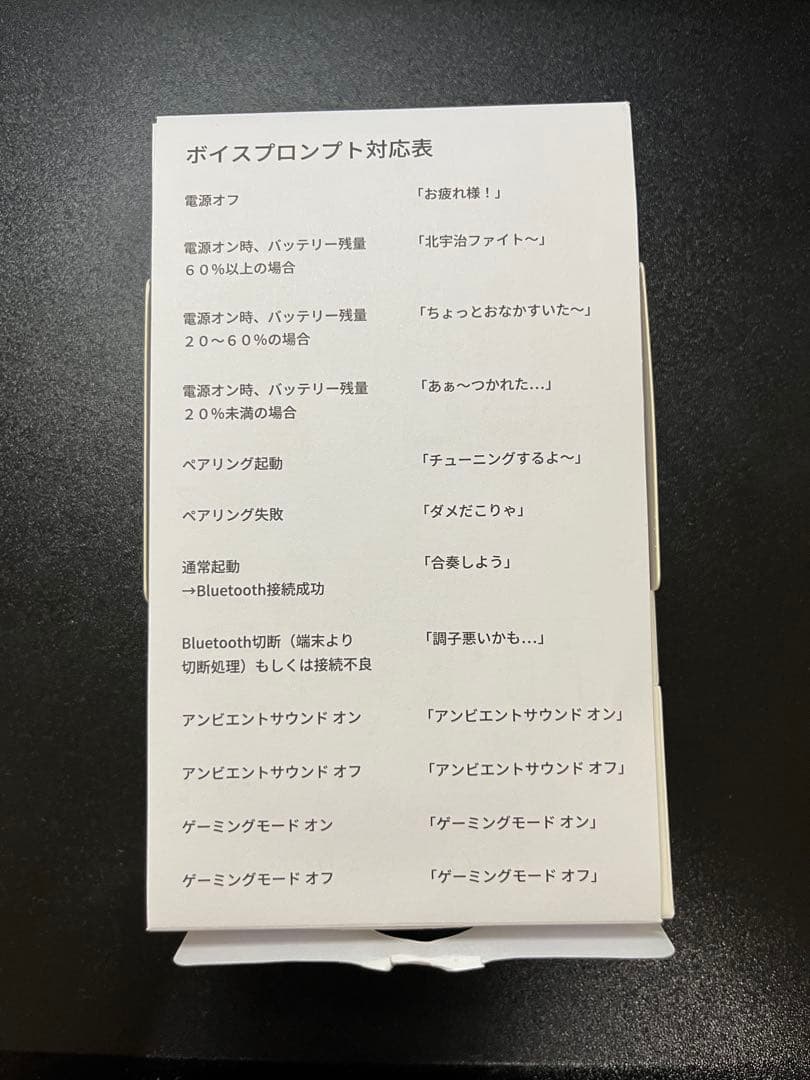 ボイスプロンプト対応表
電源オフ 「お疲れ様！」
電源オン時、バッテリー残量 「北宇治ファイト〜」
６０％以上の場合
電源オン時、バッテリー残量 「ちょっとおなかすいた〜」
２０〜６０％の場合
電源オン時、バッテリー残量 「あぁ〜つかれた…」
２０％未満の場合
ペアリング起動 「チューニングするよ〜」
ペアリング失敗 「ダメだこりゃ」
通常起動 「合奏しよう」
→Bluetooth接続成功
Bluetooth切断（端末より 「調子悪いかも…」
切断処理）もしくは接続不良
アンビエントサウンド オン 「アンビエントサウンド オン」
アンビエントサウンド オフ 「アンビエントサウンド オフ」
ゲーミングモード オン 「ゲーミングモード オン」
ゲーミングモード オフ 「ゲーミングモード オフ」